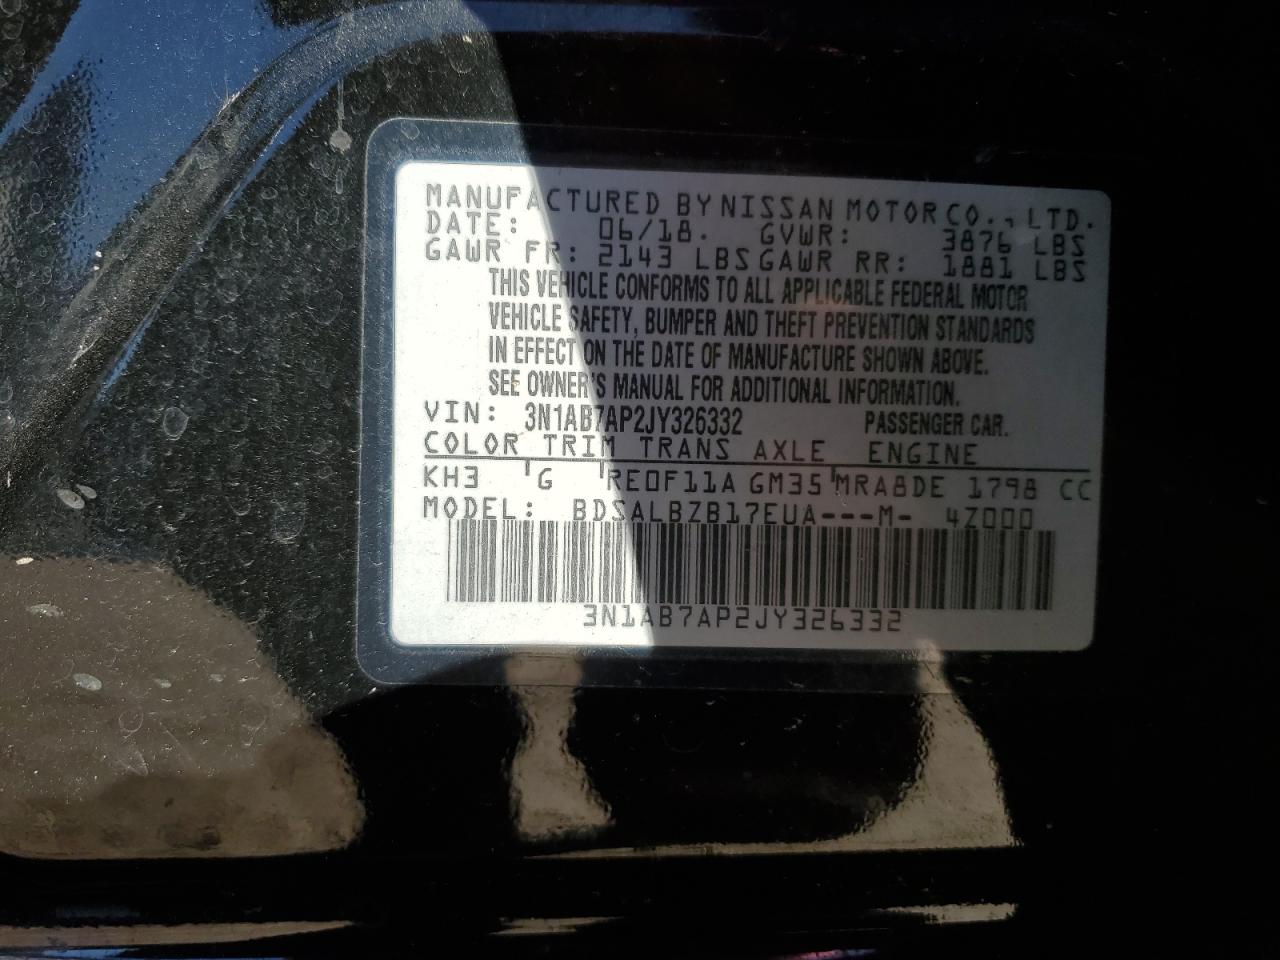 MANUFACTURED BY NISSAN MOTOR CO., LTD.
DATE: 06/18. GVWR: 3876 LBS
GAWR FR: 2143 LBS GAWR RR: 1881 LBS
THIS VEHICLE CONFORMS TO ALL APPLICABLE FEDERAL MOTOR
VEHICLE SAFETY, BUMPER AND THEFT PREVENTION STANDARDS
IN EFFECT ON THE DATE OF MANUFACTURE SHOWN ABOVE.
SEE OWNER'S MANUAL FOR ADDITIONAL INFORMATION.
VIN: 3N1AB7AP2JY326332 PASSENGER CAR.
COLOR TRIM TRANS AXLE ENGINE
KH3 G RE0F11A GM35 MRA8DE 1798 CC
MODEL: BDSALBZB17EUA---M- 4Z000
3N1AB7AP2JY326332